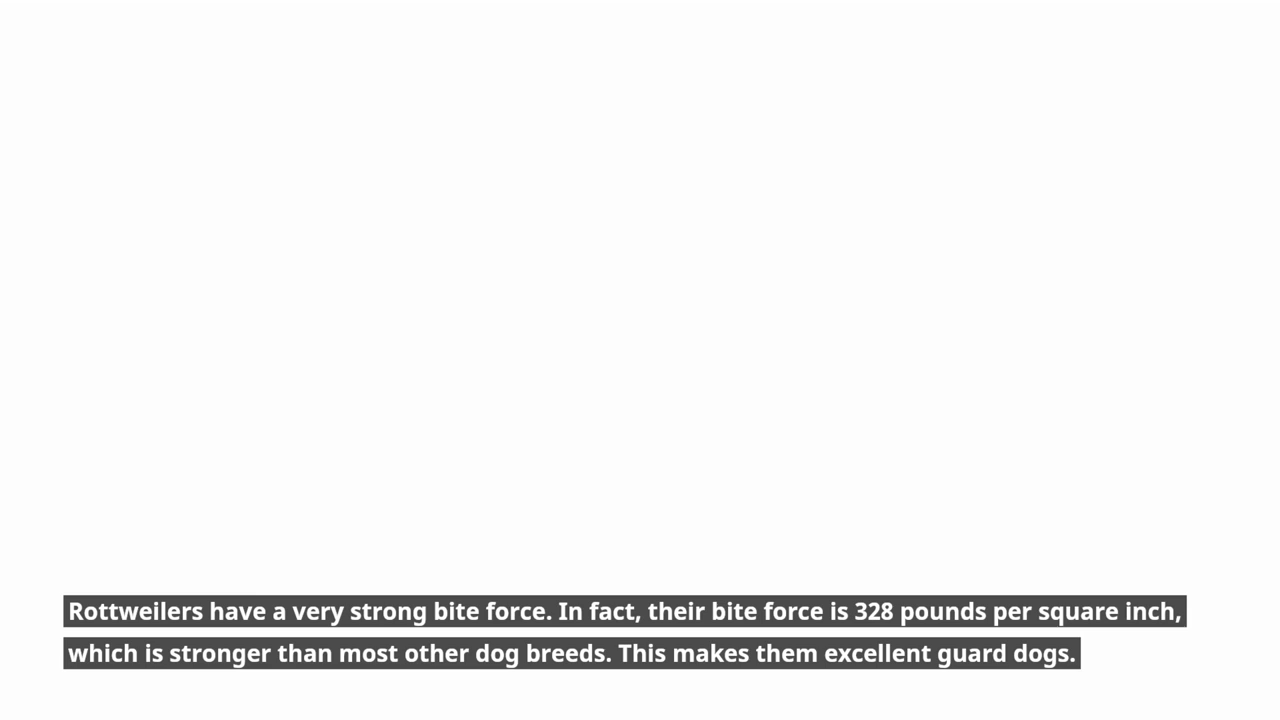 Rottweilers have a very strong bite force. In fact, their bite force is 328 pounds per square inch,
which is stronger than most other dog breeds. This makes them excellent guard dogs.